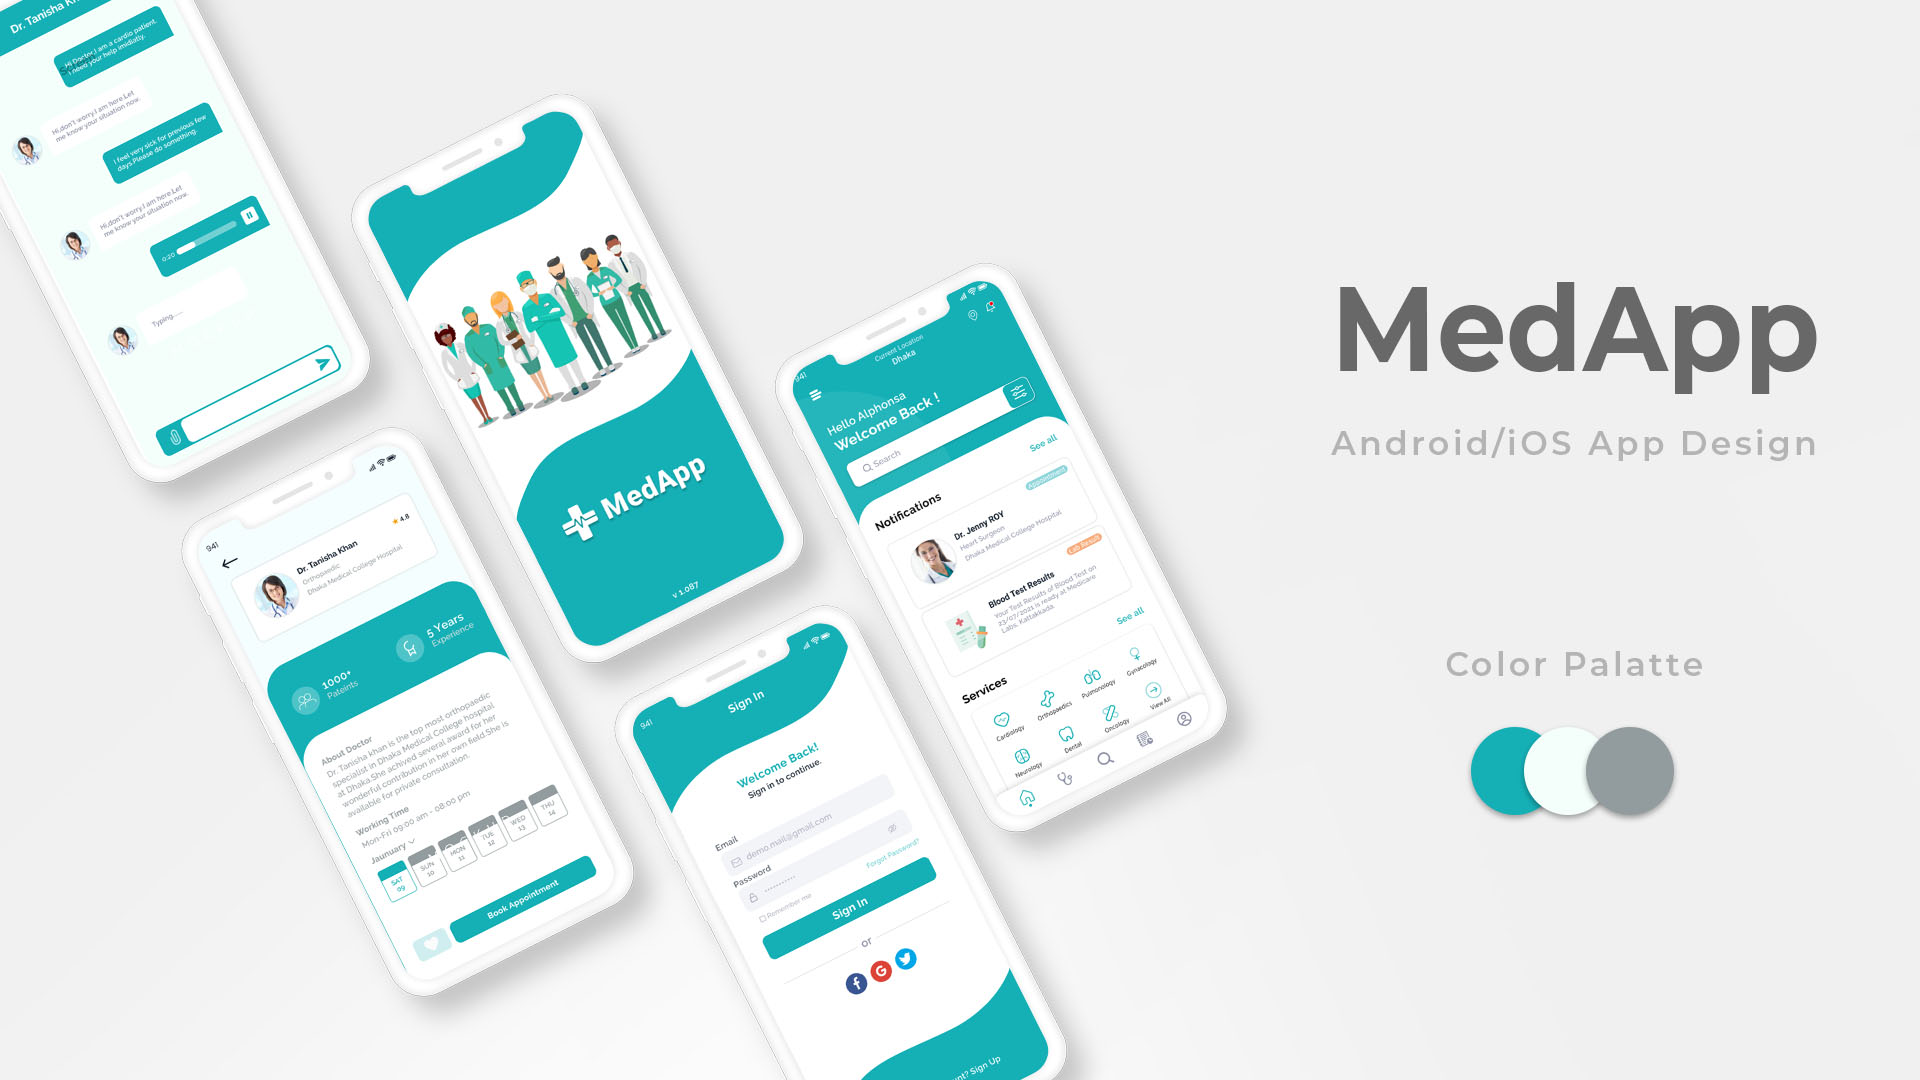 Dr. Tanisha
Hi Doctor,I am a cardio patient.
I need your help imidiatly.
Hi,don't worry.I am here.Let
me know your situation now.
I feel very sick for previous few
days.Please do something.
Hi,don't worry.I am here.Let
me know your situation now.
0:20
Typing......
MedApp
v 1.087
941
Dr. Tanisha Khan
4.8
Orthopaedic
Dhaka Medical College Hospital
1000+
Pateints
5 Years
Experience
About Doctor
Dr. Tanisha khan is the top most orthopaedic
specialist in Dhaka Medical College hospital
at Dhaka.She achived several award for her
wonderful contribution in her own field.She is
available for private consultation.
Working Time
Mon-Fri 09:00 am - 08:00 pm
Jaunuary
SAT
09
SUN
10
MON
11
TUE
12
WED
13
THU
14
Book Appointment
941
Sign In
Welcome Back!
Sign in to continue.
Email
demo.mail@gmail.com
Password
Remember me
Forgot Password?
Sign In
or
Sign Up
941
Current Location
Dhaka
Hello Alphonsa
Welcome Back !
Search
See all
Notifications
Appointment
Dr. Jenny ROY
Heart Surgeon
Dhaka Medical College Hospital
Lab Result
Blood Test Results
Your Test Results of Blood Test on
23/07/2021 is ready at Medicare
Labs, Kattakkada.
See all
Services
Cardiology
Orthopaedics
Pulmonology
Gynacology
Neurology
Dental
Oncology
View All
MedApp
Android/iOS App Design
Color Palatte